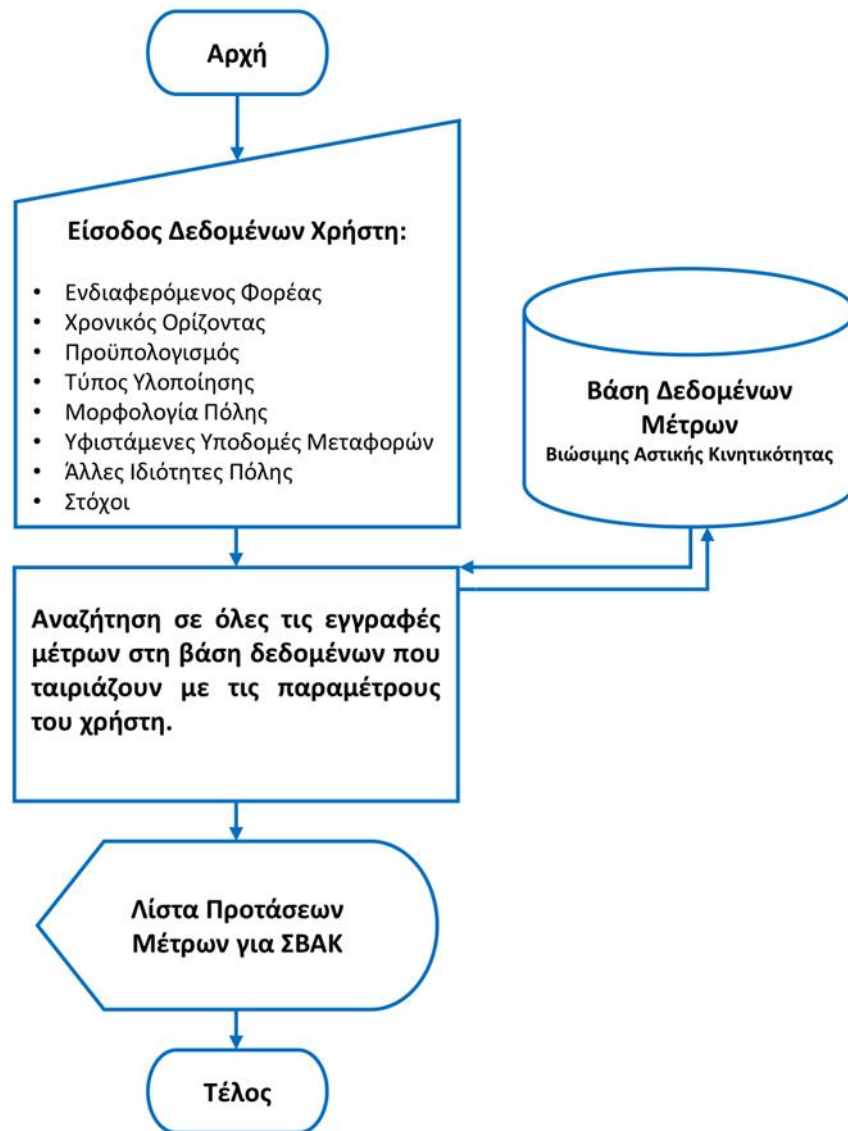 Αρχή
Είσοδος Δεδομένων Χρήστη:
• Ενδιαφερόμενος Φορέας
• Χρονικός Ορίζοντας
• Προϋπολογισμός
• Τύπος Υλοποίησης
• Μορφολογία Πόλης
• Υφιστάμενες Υποδομές Μεταφορών
• Άλλες Ιδιότητες Πόλης
• Στόχοι
Βάση Δεδομένων
Μέτρων
Βιώσιμης Αστικής Κινητικότητας
Αναζήτηση σε όλες τις εγγραφές
μέτρων στη βάση δεδομένων που
ταιριάζουν με τις παραμέτρους
του χρήστη.
Λίστα Προτάσεων
Μέτρων για ΣΒΑΚ
Τέλος